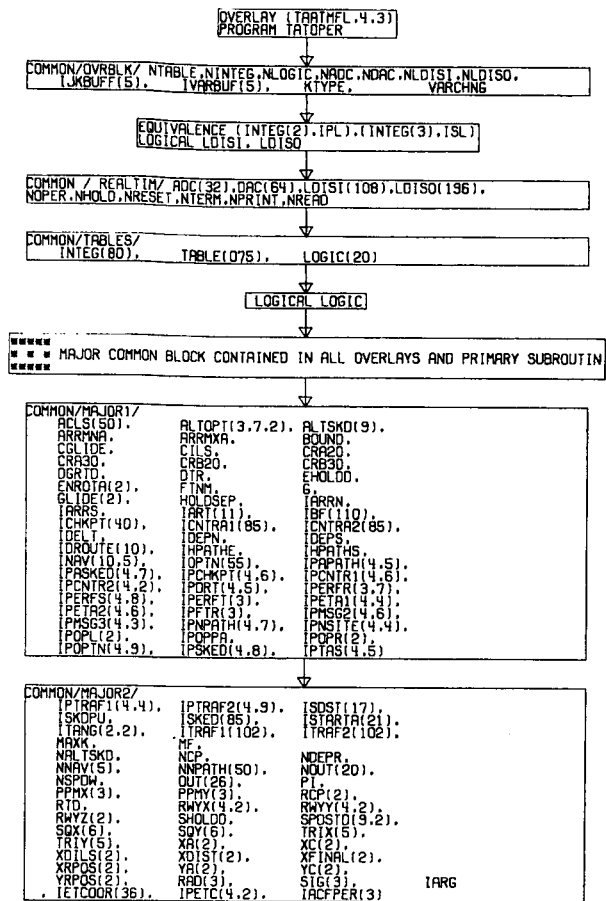 OVERLAY (TAATMFL,4,3)
PROGRAM TATOPER
COMMON/OVRBLK/ NTABLE,NINTEG,NLOGIC,NADC,NDAC,NLDISI,NLDISO,
IJKBUFF(5), IVARBUF(5), KTYPE, VARCHNG
EQUIVALENCE (INTEG(2),IPL),(INTEG(3),ISL)
LOGICAL LDISI, LDISO
COMMON / REALTIM/ ADC(32),DAC(64),LDISI(108),LDISO(196),
NOPER,NHOLD,NRESET,NTERM,NPRINT,NREAD
COMMON/TABLES/
INTEG(80), TABLE(075), LOGIC(20)
LOGICAL LOGIC
*****
* * * MAJOR COMMON BLOCK CONTAINED IN ALL OVERLAYS AND PRIMARY SUBROUTIN
*****
COMMON/MAJOR1/
ACLS(50), ALTOPT(3,7,2), ALTSKD(9),
ARRMNA, ARRMXA, BOUND,
CGLIDE, CILS, CRA20,
CRA30, CRB20, CRB30,
DGRTD, DTR, EHOLDD,
ENROTA(2), FTNM, G,
GLIDE(2), HOLDSEP, IARRN,
IARRS, IART(11), IBF(110),
ICHKPT(40), ICNTRA1(85), ICNTRA2(85),
IDELT, IDEPN, IDEPS,
IDROUTE(10), IHPATHE, IHPATHS,
INAV(10,5), IOPTN(55), IPAPATH(4,5),
IPASKED(4,7), IPCHKPT(4,6), IPCNTR1(4,6),
IPCNTR2(4,2), IPDRT(4,5), IPERFR(3,7),
IPERFS(4,8), IPERFT(3), IPETA1(4,4),
IPETA2(4,6), IPFTR(3), IPMSG2(4,6),
IPMSG3(4,3), IPNPATH(4,7), IPNSITE(4,4),
IPOPL(2), IPOPPA, IPOPR(2),
IPOPTN(4,9), IPSKED(4,8), IPTAS(4,5)
COMMON/MAJOR2/
IPTRAF1(4,4), IPTRAF2(4,9), ISDST(17),
ISKDPU, ISKED(85), ISTARTA(21),
ITANG(2,2), ITRAF1(102), ITRAF2(102),
MAXK, MF,
NALTSKD, NCP, NDEPR,
NNAV(5), NNPATH(50), NOUT(20),
NSPDW, OUT(26), PI,
PPMX(3), PPMY(3), RCP(2),
RTD, RWYX(4,2), RWYY(4,2),
RWYZ(2), SHOLDD, SPDSTD(9,2),
SQX(6), SQY(6), TRIX(5),
TRIY(5), XA(2), XC(2),
XDILS(2), XDIST(2), XFINAL(2),
XRPOS(2), YA(2), YC(2),
YRPOS(2), RAD(3), SIG(3), IARG
, IETCOOR(36), IPETC(4,2), IACFPER(3)